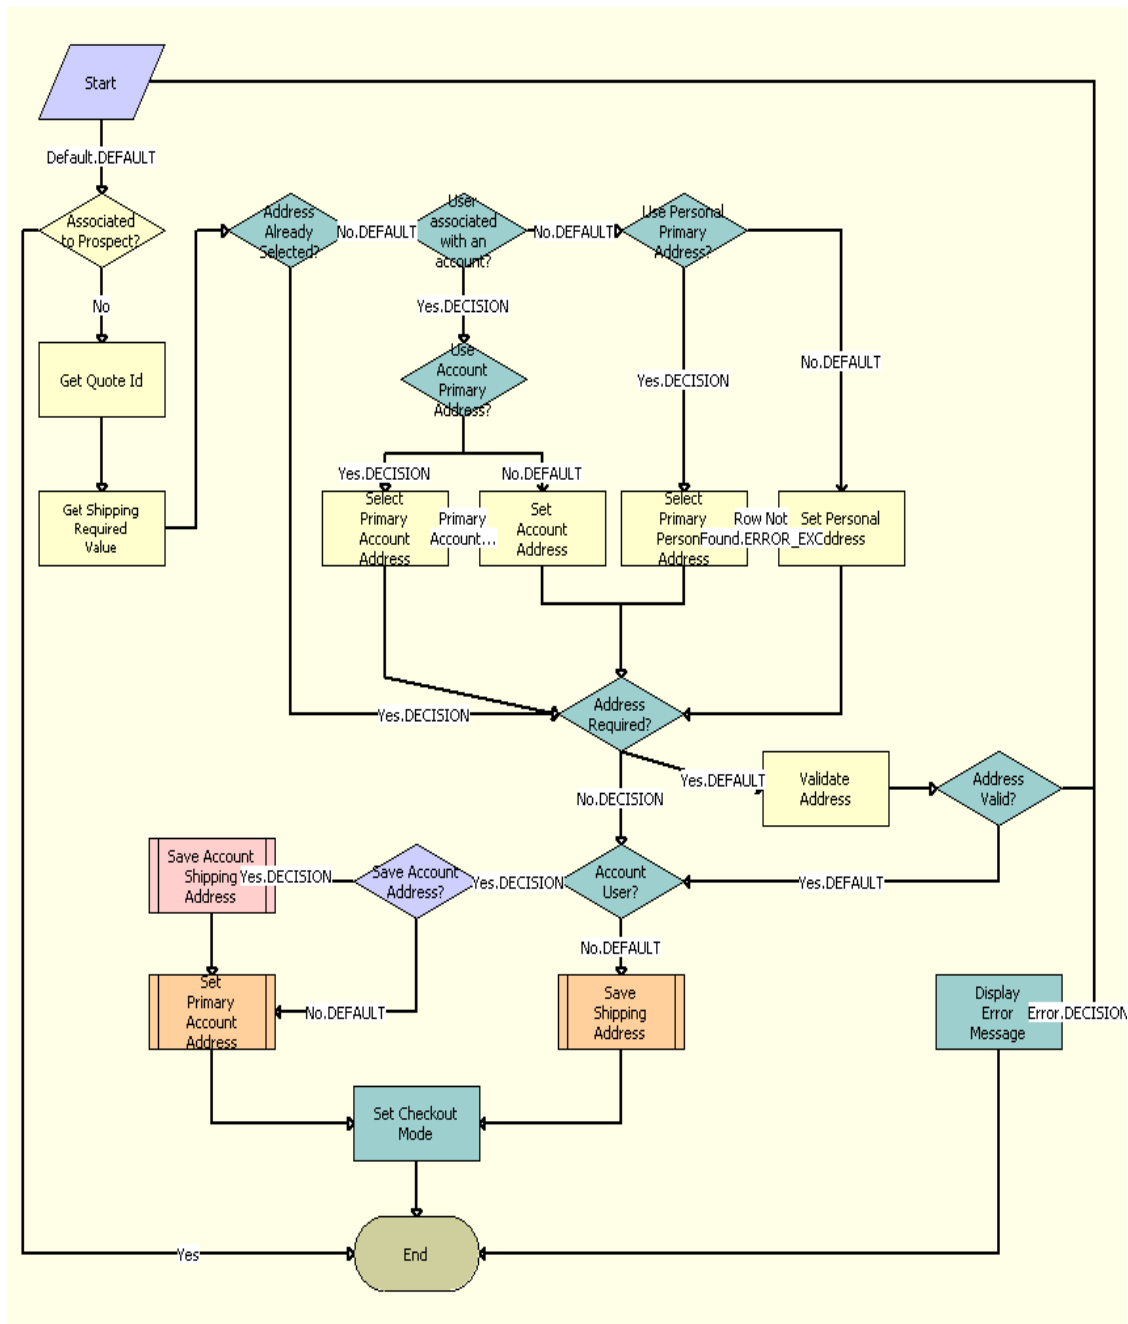 Start
Default.DEFAULT
Associated
to Prospect?
No
Get Quote Id
Get Shipping
Required
Value
Address
Already
Selected?
No.DEFAULT
User
associated
with an
account?
No.DEFAULT
Use Personal
Primary
Address?
Yes.DECISION
Use
Account
Primary
Address?
Yes.DECISION
No.DEFAULT
Yes.DECISION
No.DEFAULT
Select
Primary
Account
Address
Primary
Account...
Set
Account
Address
Select
Primary
Person
Address
Row Not
Found.ERROR_EXC
Set Personal
ddress
Yes.DECISION
Address
Required?
Yes.DEFAULT
No.DECISION
Validate
Address
Address
Valid?
Save Account
Shipping
Address
Yes.DECISION
Save Account
Address?
Yes.DECISION
Account
User?
Yes.DEFAULT
No.DEFAULT
Set
Primary
Account
Address
No.DEFAULT
Save
Shipping
Address
Display
Error
Message
Error.DECISION
Set Checkout
Mode
Yes
End